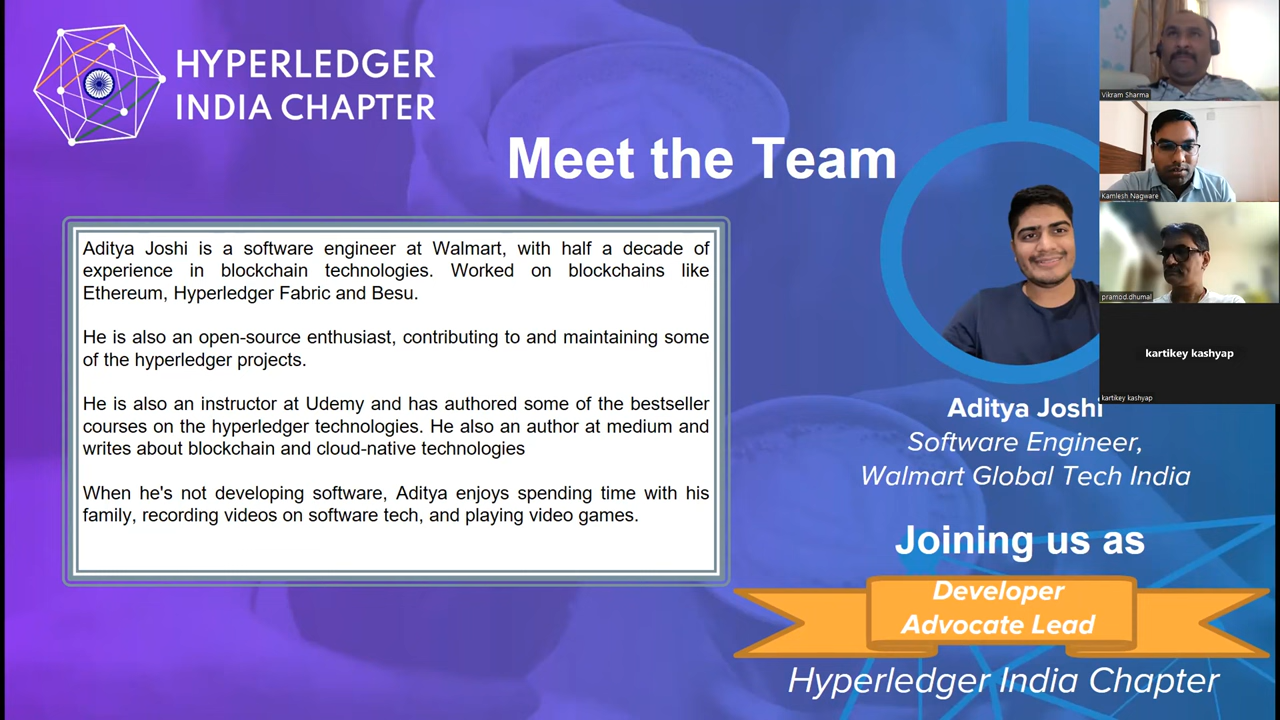 HYPERLEDGER
INDIA CHAPTER
Meet the Team
Aditya Joshi is a software engineer at Walmart, with half a decade of
experience in blockchain technologies. Worked on blockchains like
Ethereum, Hyperledger Fabric and Besu.
He is also an open-source enthusiast, contributing to and maintaining some
of the hyperledger projects.
He is also an instructor at Udemy and has authored some of the bestseller
courses on the hyperledger technologies. He also an author at medium and
writes about blockchain and cloud-native technologies
When he's not developing software, Aditya enjoys spending time with his
family, recording videos on software tech, and playing video games.
Aditya Joshi
Software Engineer,
Walmart Global Tech India
Joining us as
Developer
Advocate Lead
Hyperledger India Chapter
Vikram Sharma
Kamlesh Nagware
pramod.dhumal
kartikey kashyap
kartikey kashyap